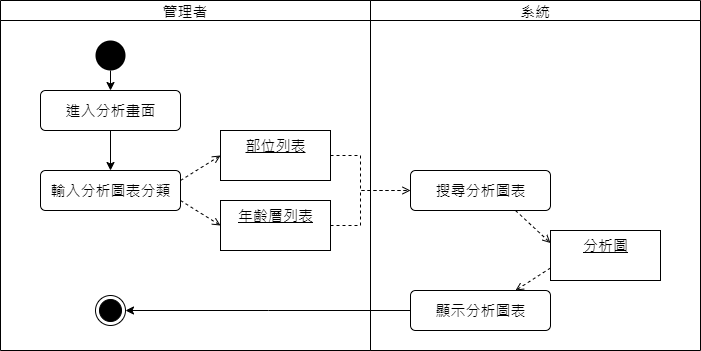 管理者
系統
進入分析畫面
輸入分析圖表分類
部位列表
年齡層列表
搜尋分析圖表
分析圖
顯示分析圖表